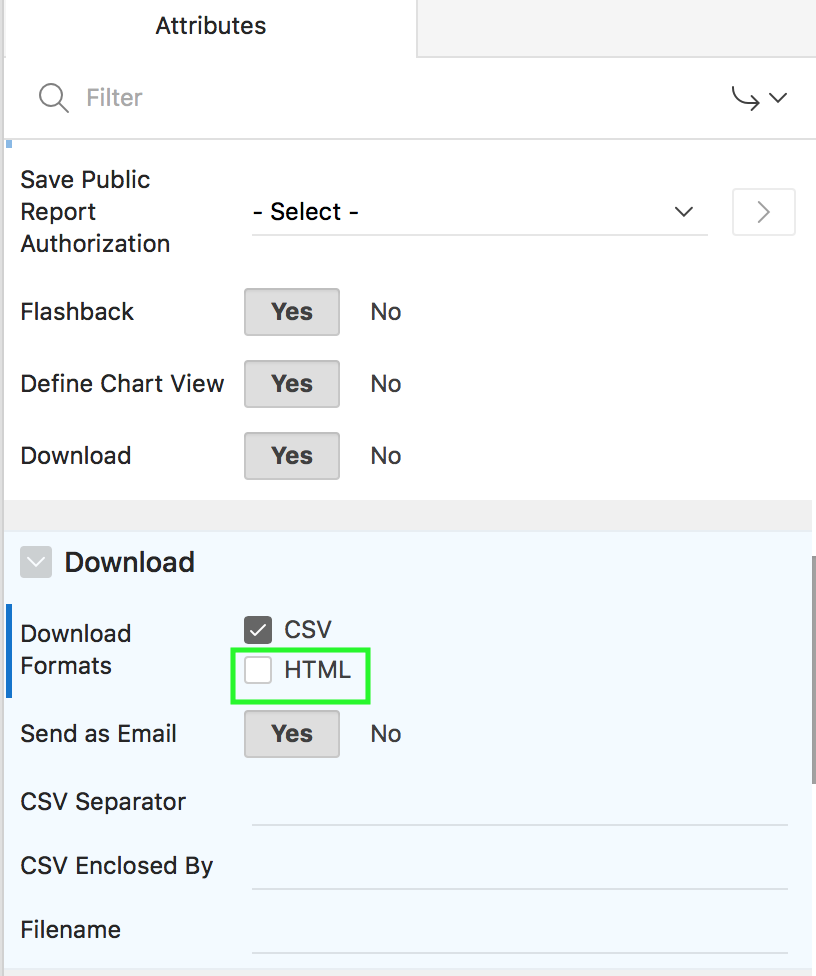 Attributes
Filter
Save Public
Report
Authorization
- Select -
Flashback Yes No
Define Chart View Yes No
Download Yes No
Download
Download
Formats
CSV
HTML
Send as Email Yes No
CSV Separator
CSV Enclosed By
Filename